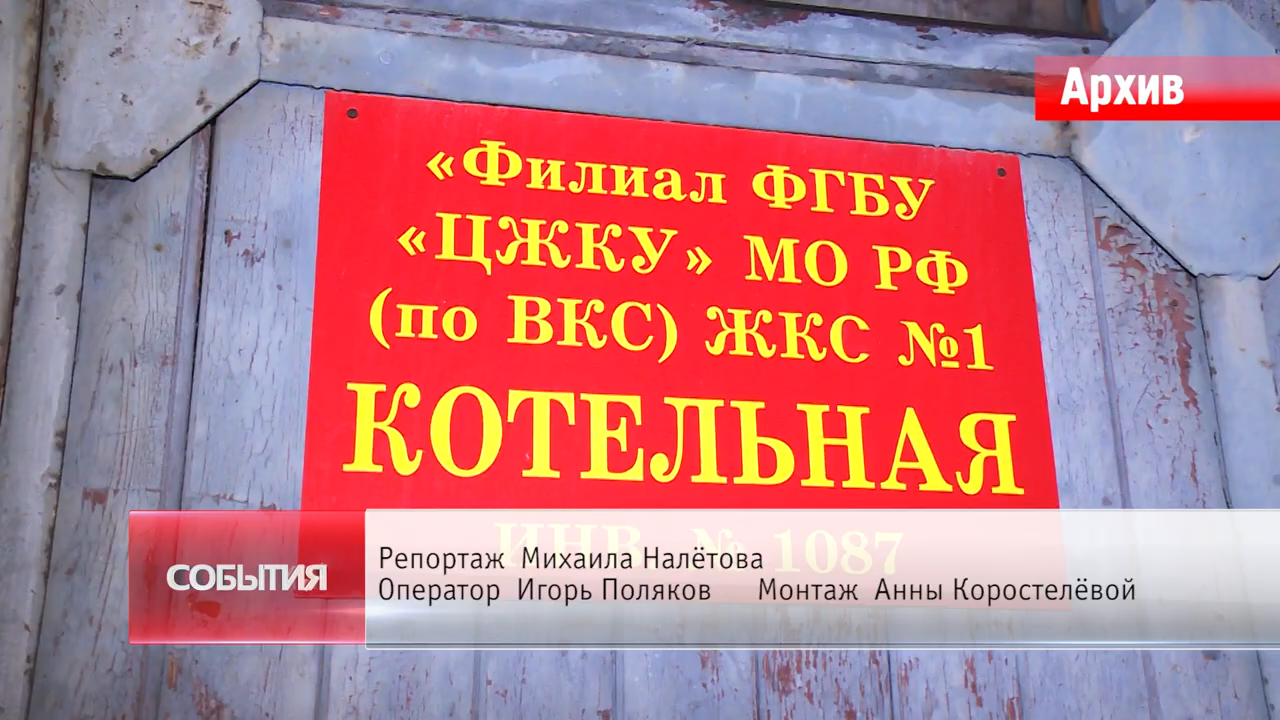 Архив
«Филиал ФГБУ
«ЦЖКУ» МО РФ
(по ВКС) ЖКС №1
КОТЕЛЬНАЯ
ИНВ. № 1087
СОБЫТИЯ
Репортаж Михаила Налётова
Оператор Игорь Поляков Монтаж Анны Коростелёвой